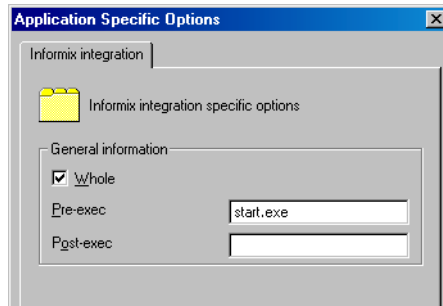 Application Specific Options
Informix integration
Informix integration specific options
General information
Whole
Pre-exec
start.exe
Post-exec